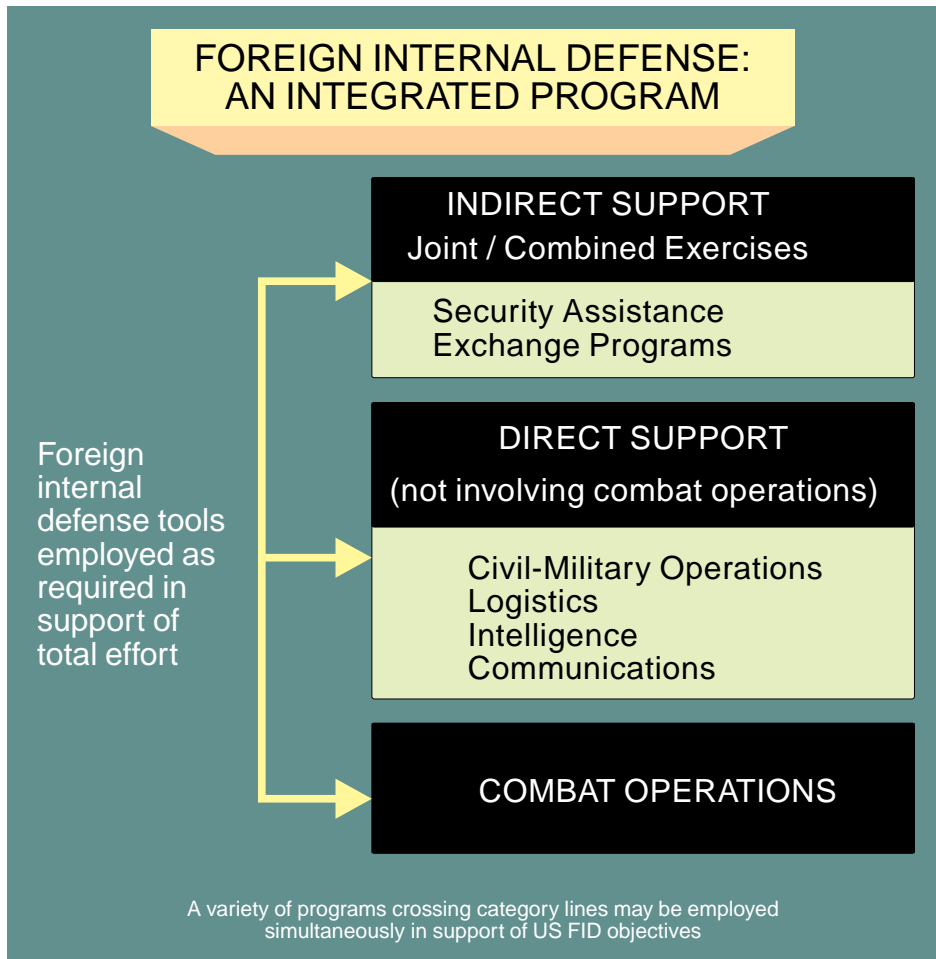 FOREIGN INTERNAL DEFENSE:
AN INTEGRATED PROGRAM
INDIRECT SUPPORT
Joint / Combined Exercises
Security Assistance
Exchange Programs
DIRECT SUPPORT
(not involving combat operations)
Civil-Military Operations
Logistics
Intelligence
Communications
COMBAT OPERATIONS
Foreign
internal
defense tools
employed as
required in
support of
total effort
A variety of programs crossing category lines may be employed
simultaneously in support of US FID objectives